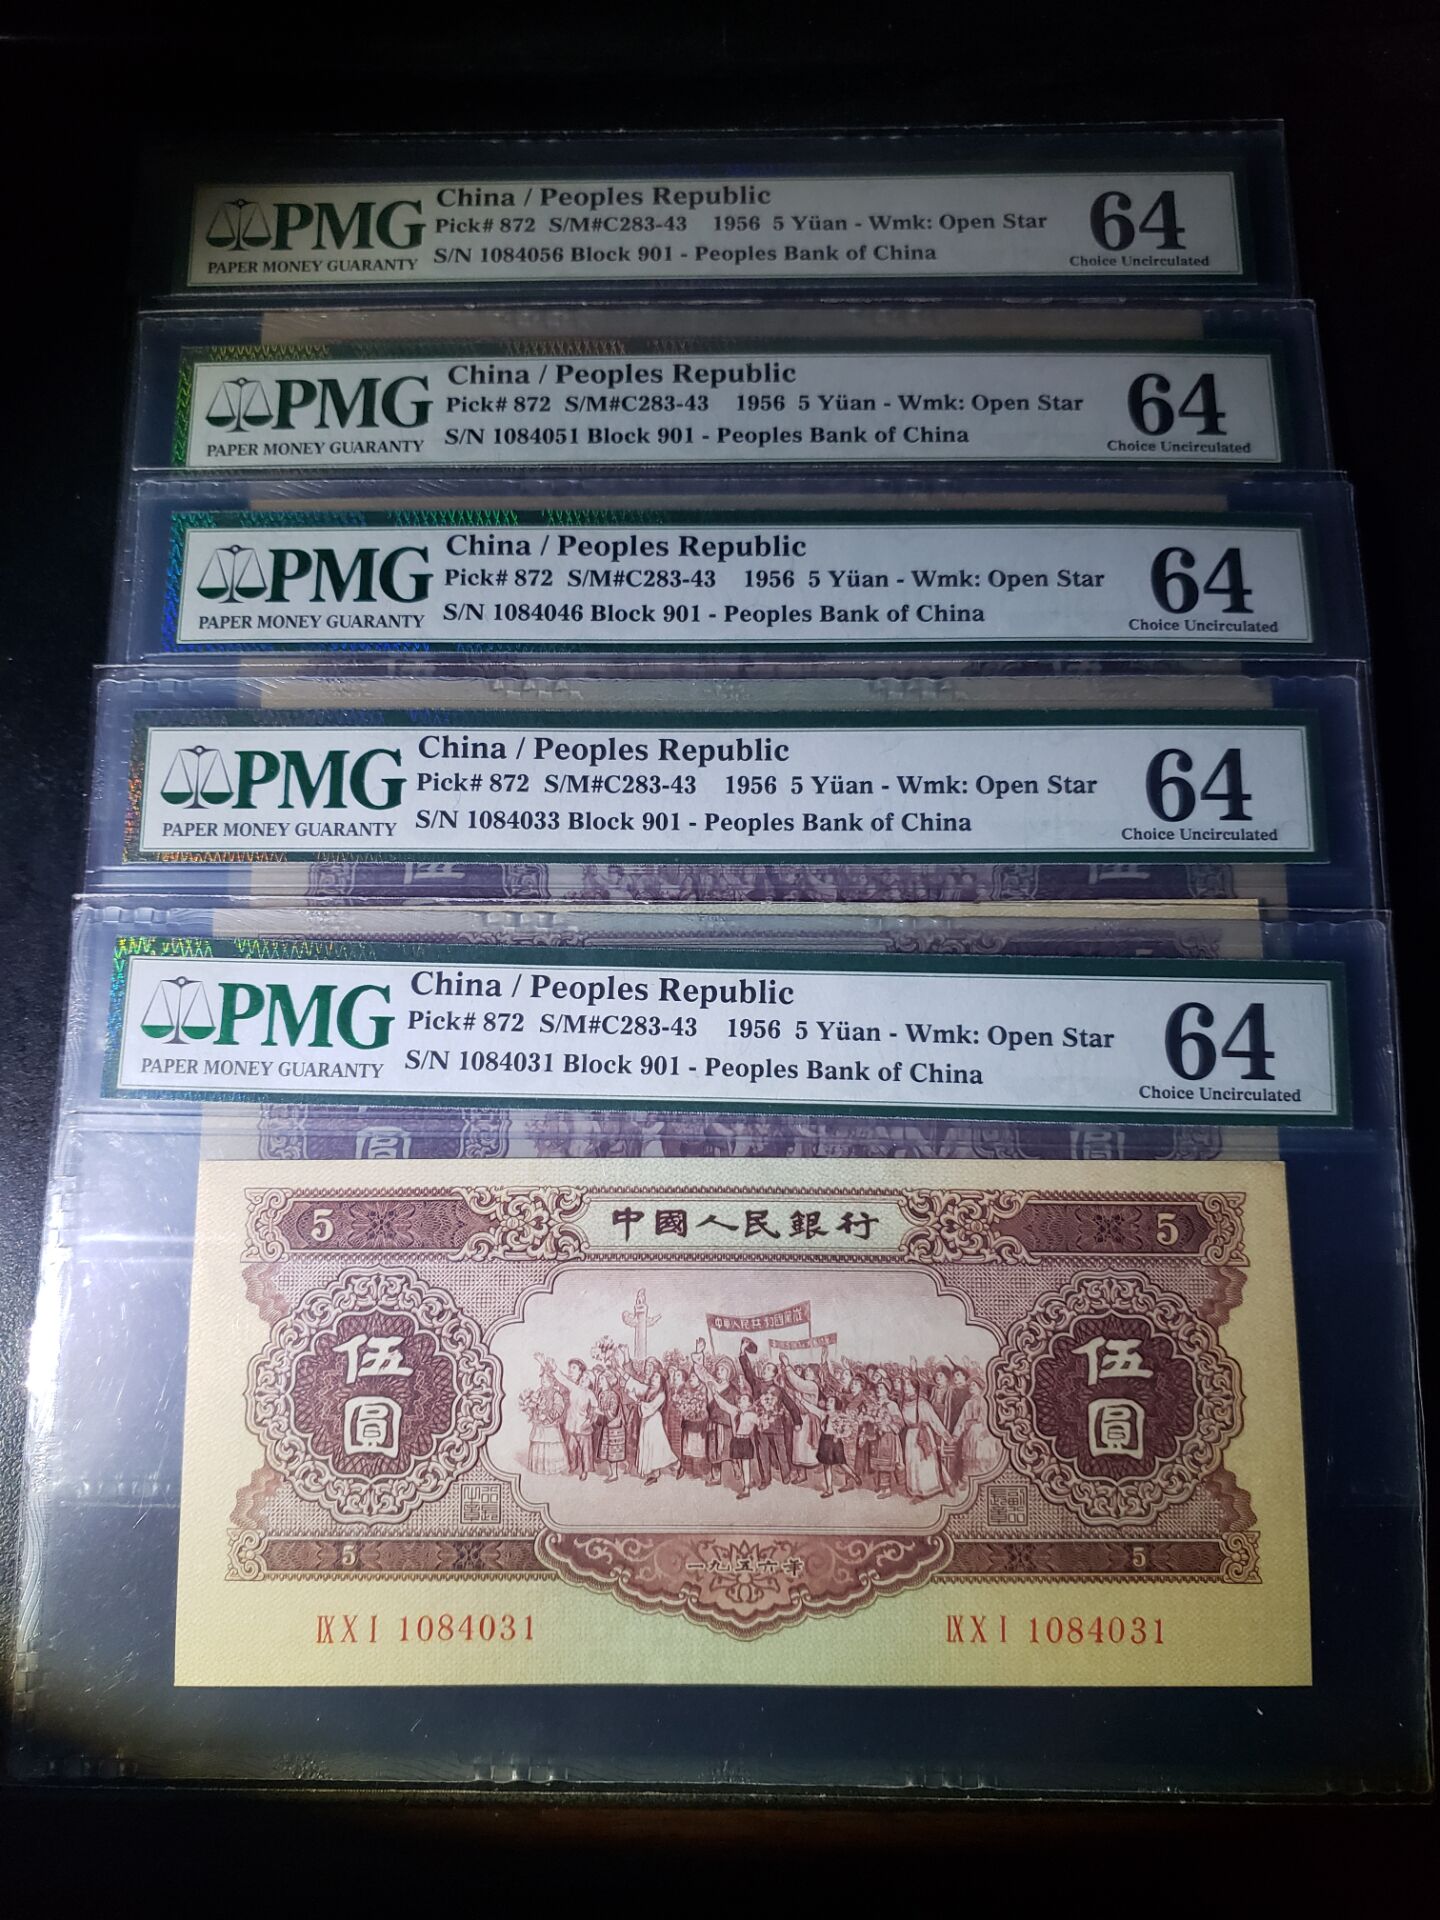 PMG
PAPER MONEY GUARANTY
China / Peoples Republic
Pick# 872 S/M#C283-43 1956 5 Yüan - Wmk: Open Star
S/N 1084056 Block 901 - Peoples Bank of China
64
Choice Uncirculated
PMG
PAPER MONEY GUARANTY
China / Peoples Republic
Pick# 872 S/M#C283-43 1956 5 Yüan - Wmk: Open Star
S/N 1084051 Block 901 - Peoples Bank of China
64
Choice Uncirculated
PMG
PAPER MONEY GUARANTY
China / Peoples Republic
Pick# 872 S/M#C283-43 1956 5 Yüan - Wmk: Open Star
S/N 1084046 Block 901 - Peoples Bank of China
64
Choice Uncirculated
PMG
PAPER MONEY GUARANTY
China / Peoples Republic
Pick# 872 S/M#C283-43 1956 5 Yüan - Wmk: Open Star
S/N 1084033 Block 901 - Peoples Bank of China
64
Choice Uncirculated
PMG
PAPER MONEY GUARANTY
China / Peoples Republic
Pick# 872 S/M#C283-43 1956 5 Yüan - Wmk: Open Star
S/N 1084031 Block 901 - Peoples Bank of China
64
Choice Uncirculated
5 中國人民銀行 5
伍圓 伍圓
5 一九五六年 5
IX X I 1084031 IX X I 1084031